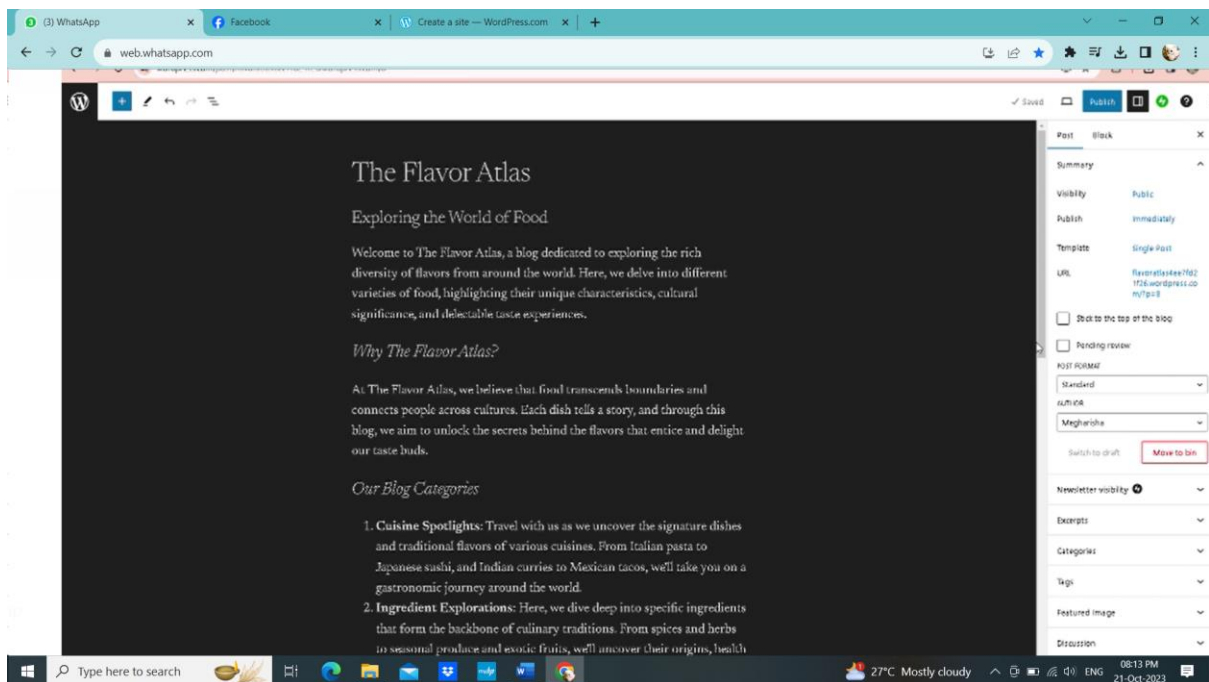 (3) WhatsApp
Facebook
Create a site — WordPress.com
web.whatsapp.com
Saved
Publish
The Flavor Atlas
Exploring the World of Food
Welcome to The Flavor Atlas, a blog dedicated to exploring the rich
diversity of flavors from around the world. Here, we delve into different
varieties of food, highlighting their unique characteristics, cultural
significance, and delectable taste experiences.
Why The Flavor Atlas?
At The Flavor Atlas, we believe that food transcends boundaries and
connects people across cultures. Each dish tells a story, and through this
blog, we aim to unlock the secrets behind the flavors that entice and delight
our taste buds.
Our Blog Categories
1. Cuisine Spotlights: Travel with us as we uncover the signature dishes
and traditional flavors of various cuisines. From Italian pasta to
Japanese sushi, and Indian curries to Mexican tacos, we'll take you on a
gastronomic journey around the world.
2. Ingredient Explorations: Here, we dive deep into specific ingredients
that form the backbone of culinary traditions. From spices and herbs
to seasonal produce and exotic fruits, we'll uncover their origins, health
Post Block
Summary
Visibility Public
Publish Immediately
Template Single Post
URL
1f26.wordpress.co
m/?p=8
Stick to the top of the blog
Pending review
POST FORMAT
Standard
AUTHOR
Megharisha
Switch to draft Move to bin
Newsletter visibility
Excerpts
Categories
Tags
Featured image
Discussion
Type here to search
27°C Mostly cloudy
ENG
08:13 PM
21-Oct-2023